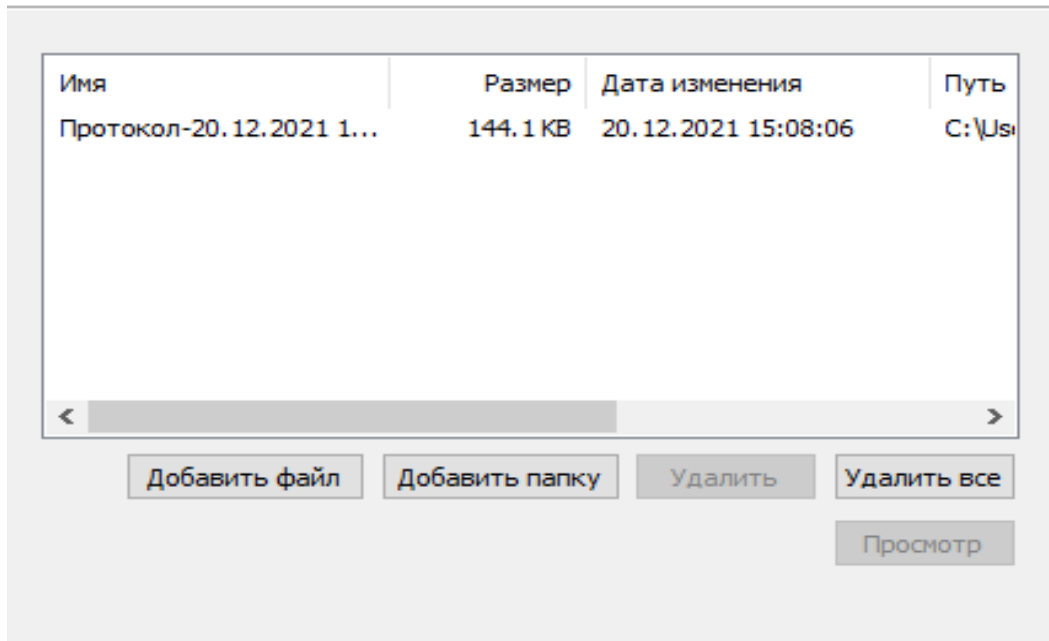 Имя Размер Дата изменения Путь
Протокол-20.12.2021 1... 144.1 KB 20.12.2021 15:08:06 C:\Us
Добавить файл Добавить папку Удалить Удалить все
Просмотр